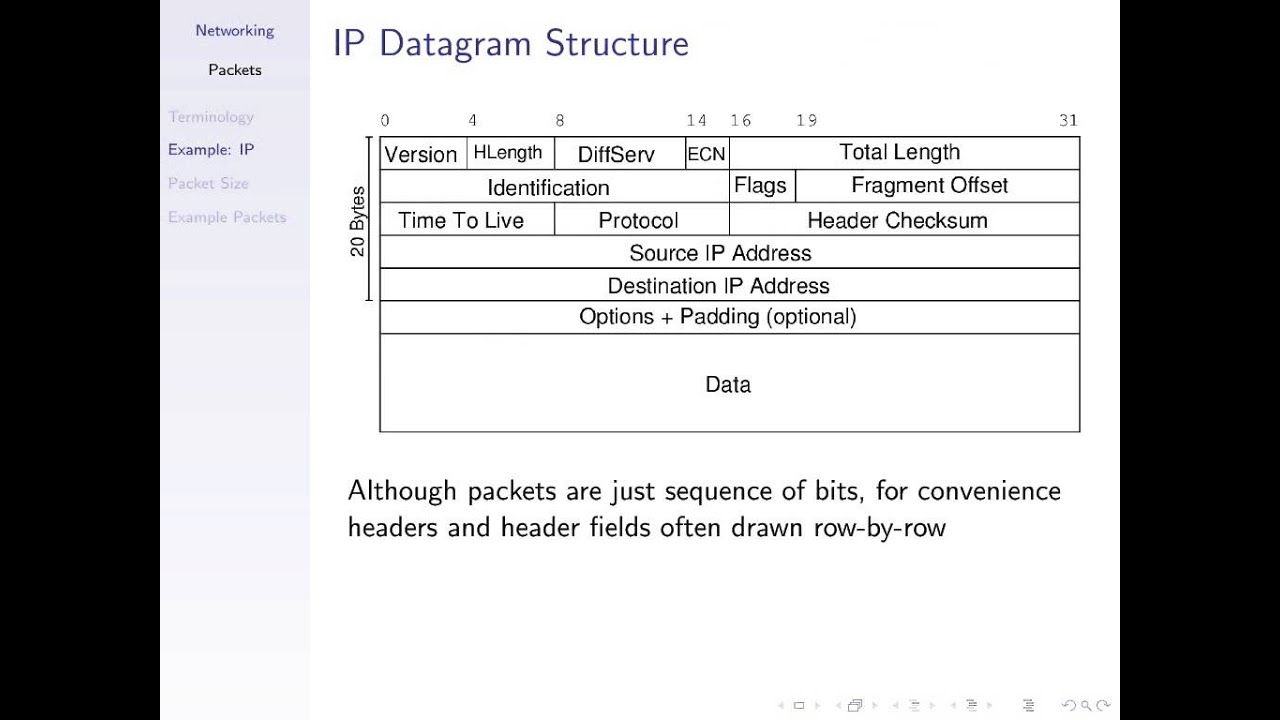 Networking
Packets
Terminology
Example: IP
Packet Size
Example Packets
IP Datagram Structure
0 4 8 14 16 19 31
Version HLength DiffServ ECN Total Length
Identification Flags Fragment Offset
Time To Live Protocol Header Checksum
Source IP Address
Destination IP Address
20 Bytes
Options + Padding (optional)
Data
Although packets are just sequence of bits, for convenience
headers and header fields often drawn row-by-row